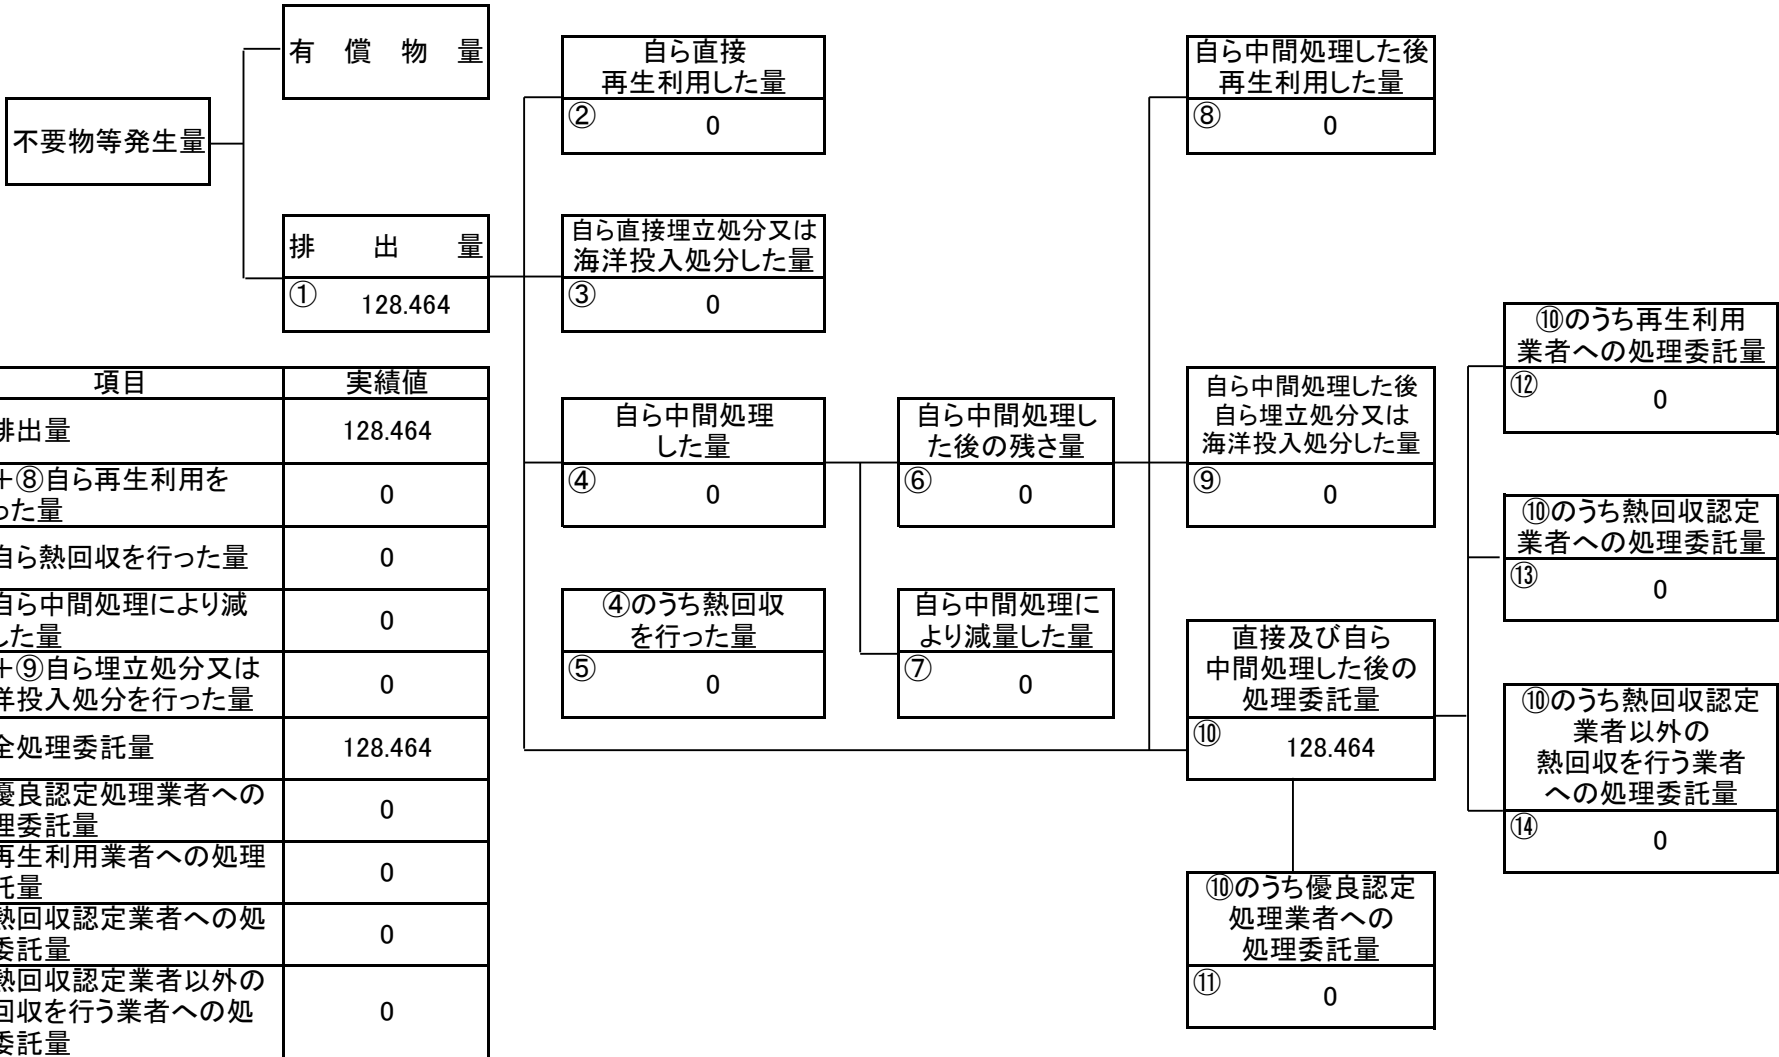 不要物等発生量
有償物量
排出量
①
128.464
自ら直接
再生利用した量
②
0
自ら直接埋立処分又は
海洋投入処分した量
③
0
自ら中間処理
した量
④
0
④のうち熱回収
を行った量
⑤
0
自ら中間処理し
た後の残さ量
⑥
0
自ら中間処理に
より減量した量
⑦
0
自ら中間処理した後
再生利用した量
⑧
0
自ら中間処理した後
自ら埋立処分又は
海洋投入処分した量
⑨
0
直接及び自ら
中間処理した後の
処理委託量
⑩
128.464
⑩のうち優良認定
処理業者への
処理委託量
⑪
0
⑩のうち再生利用
業者への処理委託量
⑫
0
⑩のうち熱回収認定
業者への処理委託量
⑬
0
⑩のうち熱回収認定
業者以外の
熱回収を行う業者
への処理委託量
⑭
0
項目
実績値
排出量
128.464
+⑧自ら再生利用を
った量
0
自ら熱回収を行った量
0
自ら中間処理により減
した量
0
+⑨自ら埋立処分又は
洋投入処分を行った量
0
全処理委託量
128.464
優良認定処理業者への
理委託量
0
再生利用業者への処理
託量
0
熱回収認定業者への処
委託量
0
熱回収認定業者以外の
回収を行う業者への処
委託量
0